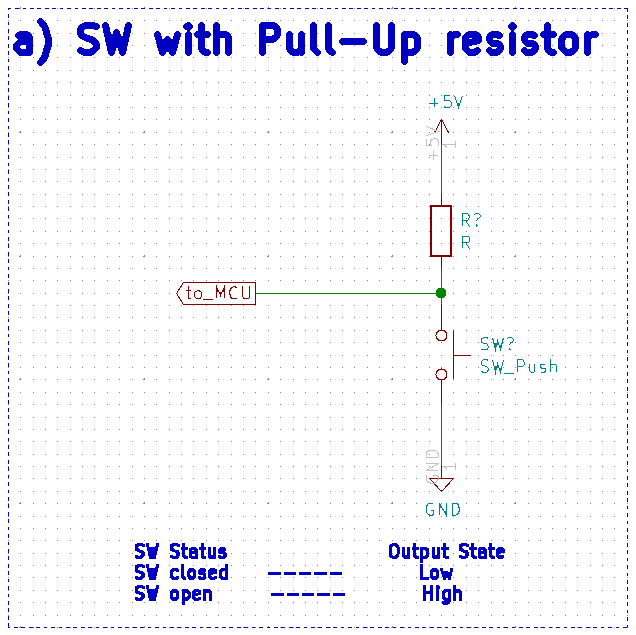 a) SW with Pull-Up resistor
+5V
+5V
1
R?
R
to_MCU
SW?
SW_Push
GND
1
GND
SW Status Output State
SW closed ----- Low
SW open ----- High